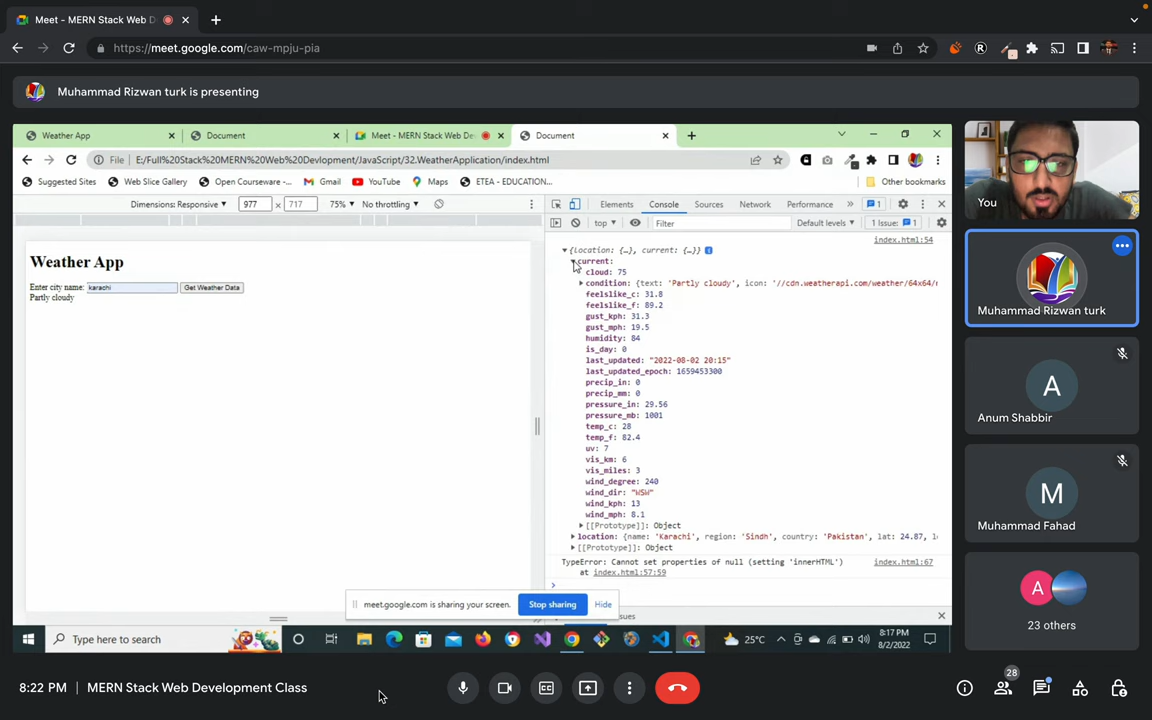 Meet - MERN Stack Web D
https://meet.google.com/caw-mpju-pia
Muhammad Rizwan turk is presenting
Weather App
Document
Meet - MERN Stack Web De
Document
File
E:/Full%20Stack%20MERN%20Web%20Devlopment/JavaScript/32.WeatherApplication/index.html
Suggested Sites
Web Slice Gallery
Open Courseware -...
Gmail
YouTube
Maps
ETEA - EDUCATION...
Other bookmarks
Dimensions: Responsive
977
x
717
75%
No throttling
Elements
Console
Sources
Network
Performance
1
top
Filter
Default levels
1 Issue:
1
index.html:54
{location: {…}, current: {…}}
current:
cloud: 75
condition: {text: 'Partly cloudy', icon: '//cdn.weatherapi.com/weather/64x64/
feelslike_c: 31.8
feelslike_f: 89.2
gust_kph: 31.3
gust_mph: 19.5
humidity: 84
is_day: 0
last_updated: "2022-08-02 20:15"
last_updated_epoch: 1659453300
precip_in: 0
precip_mm: 0
pressure_in: 29.56
pressure_mb: 1001
temp_c: 28
temp_f: 82.4
uv: 7
vis_km: 6
vis_miles: 3
wind_degree: 240
wind_dir: "WSW"
wind_kph: 13
wind_mph: 8.1
[[Prototype]]: Object
location: {name: 'Karachi', region: 'Sindh', country: 'Pakistan', lat: 24.87,
[[Prototype]]: Object
TypeError: Cannot set properties of null (setting 'innerHTML')
index.html:67
at index.html:57:59
Weather App
Enter city name:
karachi
Get Weather Data
Partly cloudy
meet.google.com is sharing your screen.
Stop sharing
Hide
Type here to search
25°C
8:17 PM
8/2/2022
You
Muhammad Rizwan turk
A
Anum Shabbir
M
Muhammad Fahad
A
23 others
8:22 PM
MERN Stack Web Development Class
28